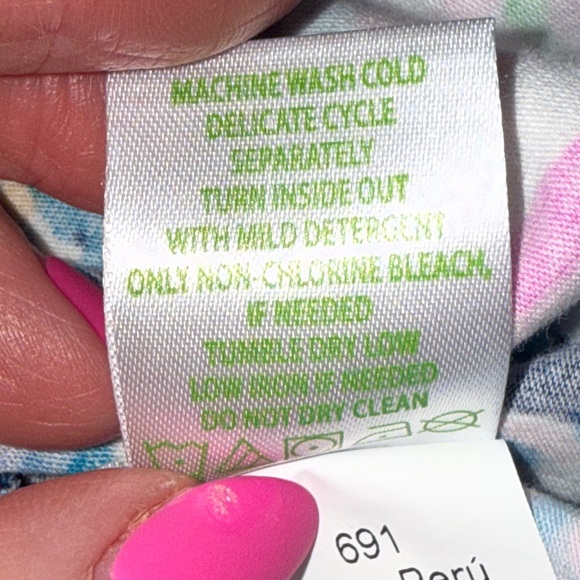 MACHINE WASH COLD
DELICATE CYCLE
SEPARATELY
TURN INSIDE OUT
WITH MILD DETERGENT
ONLY NON-CHLORINE BLEACH,
IF NEEDED
TUMBLE DRY LOW
LOW IRON IF NEEDED
DO NOT DRY CLEAN
691
Perú